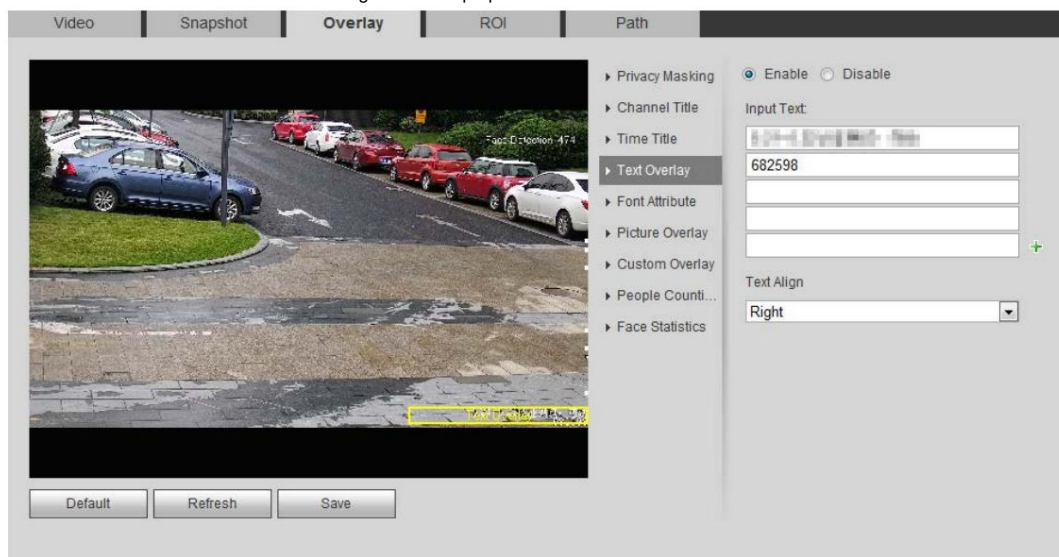 Video
Snapshot
Overlay
ROI
Path
Face Detection 474
Privacy Masking
Channel Title
Time Title
Text Overlay
Font Attribute
Picture Overlay
Custom Overlay
People Counti...
Face Statistics
Enable
Disable
Input Text:
682598
Text Align
Right
Default
Refresh
Save